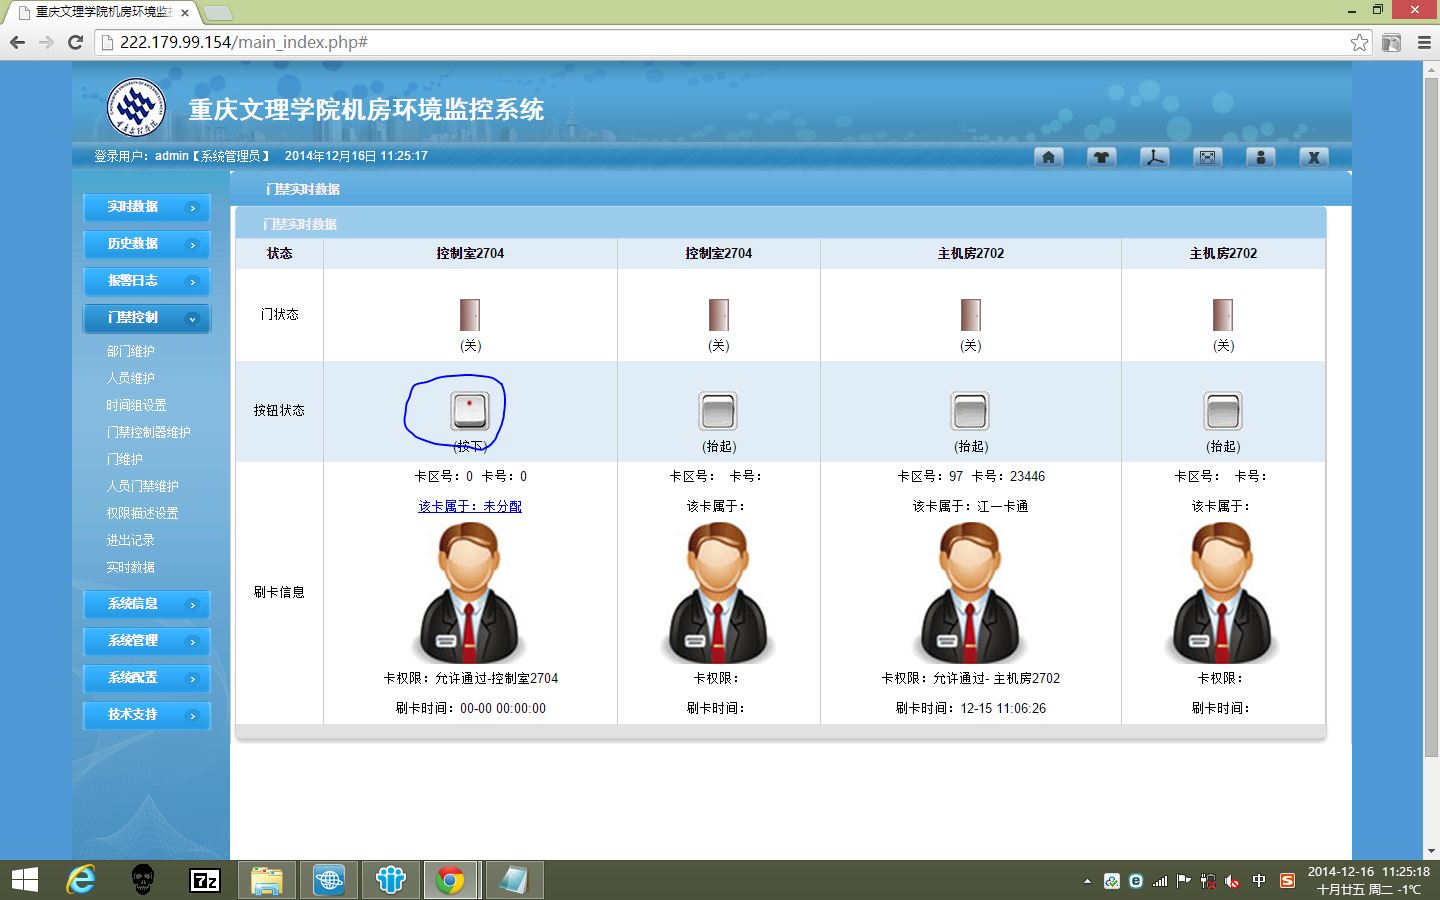 重庆文理学院机房环境监
222.179.99.154/main_index.php#
重庆文理学院机房环境监控系统
登录用户：admin【系统管理员】 2014年12月16日 11:25:17
实时数据
历史数据
报警日志
门禁控制
部门维护
人员维护
时间组设置
门禁控制器维护
门维护
人员门禁维护
权限描述设置
进出记录
实时数据
系统信息
系统管理
系统配置
技术支持
门禁实时数据
门禁实时数据
状态 控制室2704 控制室2704 主机房2702 主机房2702
门状态
(关) (关) (关) (关)
按钮状态
(按下) (抬起) (抬起) (抬起)
刷卡信息
卡区号：0 卡号：0 卡区号： 卡号： 卡区号：97 卡号：23446 卡区号： 卡号：
该卡属于：未分配 该卡属于： 该卡属于：江一卡通 该卡属于：
卡权限：允许通过-控制室2704 卡权限： 卡权限：允许通过- 主机房2702 卡权限：
刷卡时间：00-00 00:00:00 刷卡时间： 刷卡时间：12-15 11:06:26 刷卡时间：
7z
中
2014-12-16 11:25:18
十月廿五 周二 -1℃